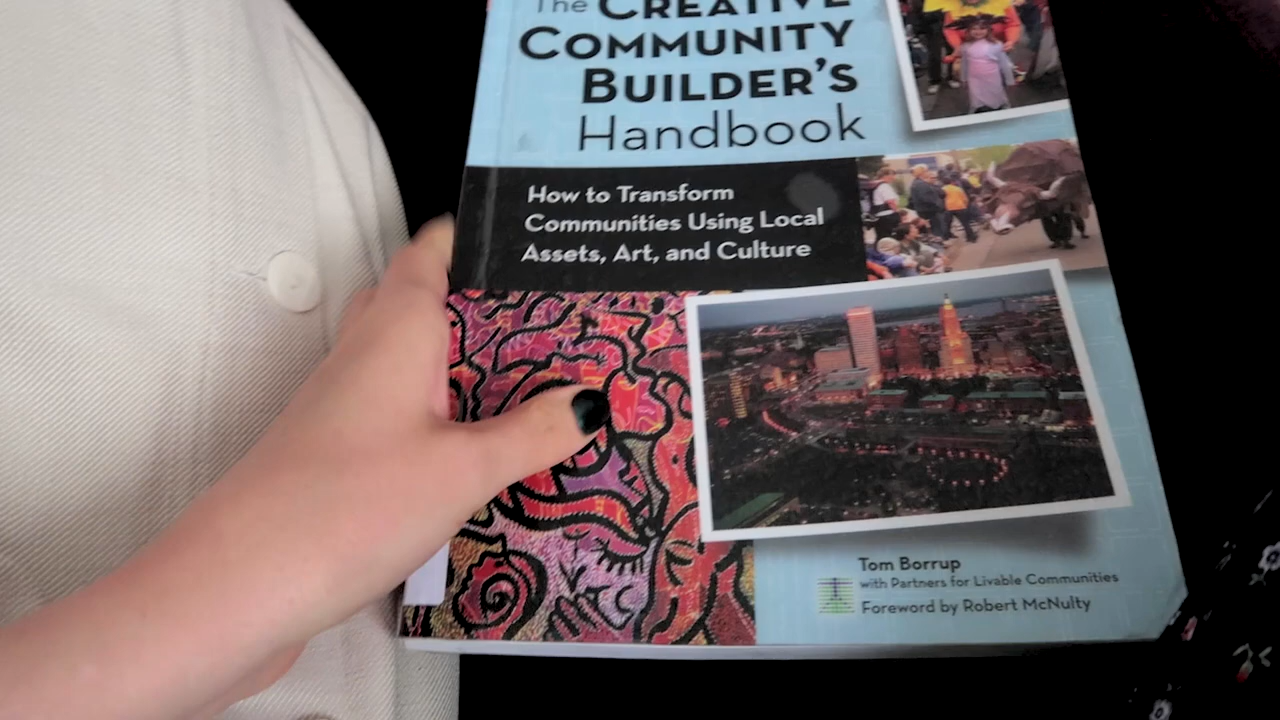 The CREATIVE
COMMUNITY
BUILDER'S
Handbook
How to Transform
Communities Using Local
Assets, Art, and Culture
Tom Borrup
with Partners for Livable Communities
Foreword by Robert McNulty